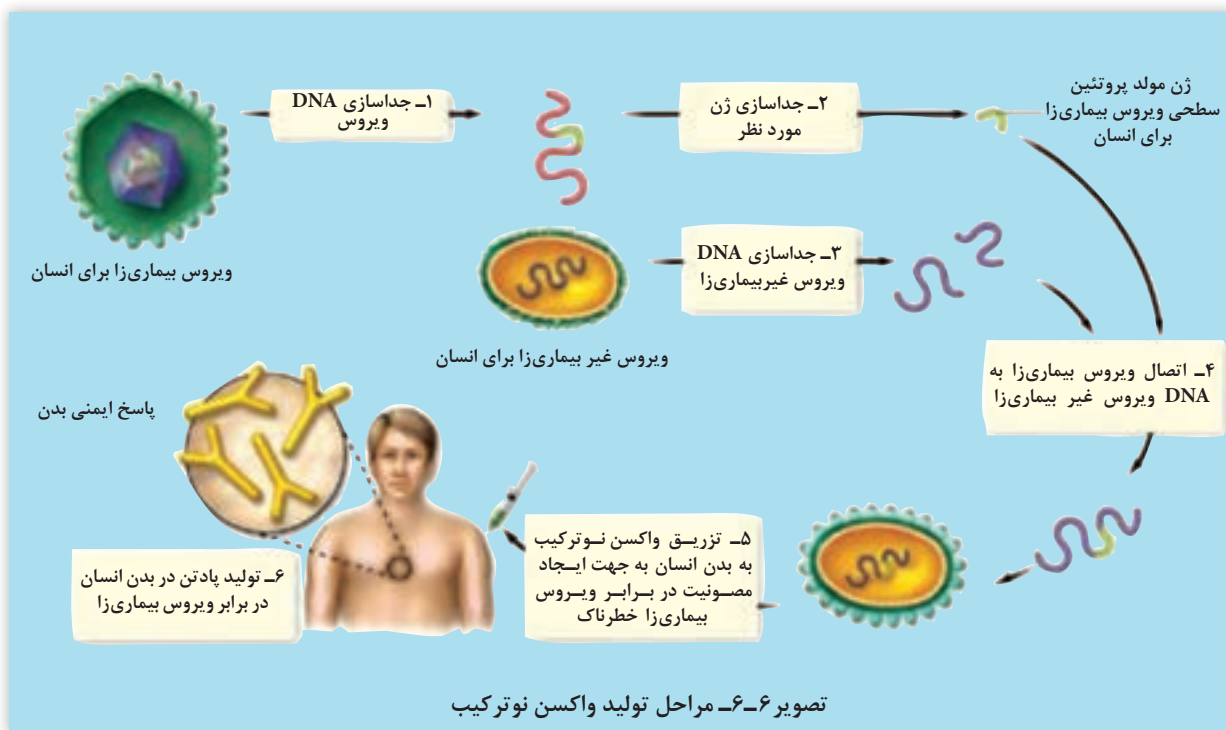 ۱ـ جداسازی DNA
ویروس
۲ـ جداسازی ژن
مورد نظر
ژن مولد پروتئین
سطحی ویروس بیماری‌زا
برای انسان
ویروس بیماری‌زا برای انسان
۳ـ جداسازی DNA
ویروس غیربیماری‌زا
ویروس غیر بیماری‌زا برای انسان
۴ـ اتصال ویروس بیماری‌زا به
DNA ویروس غیر بیماری‌زا
۵ـ تزریق واکسن نوترکیب
به بدن انسان به جهت ایجاد
مصونیت در برابر ویروس
بیماری‌زا خطرناک
پاسخ ایمنی بدن
۶ـ تولید پادتن در بدن انسان
در برابر ویروس بیماری‌زا
تصویر ۶ـ۶ـ مراحل تولید واکسن نوترکیب